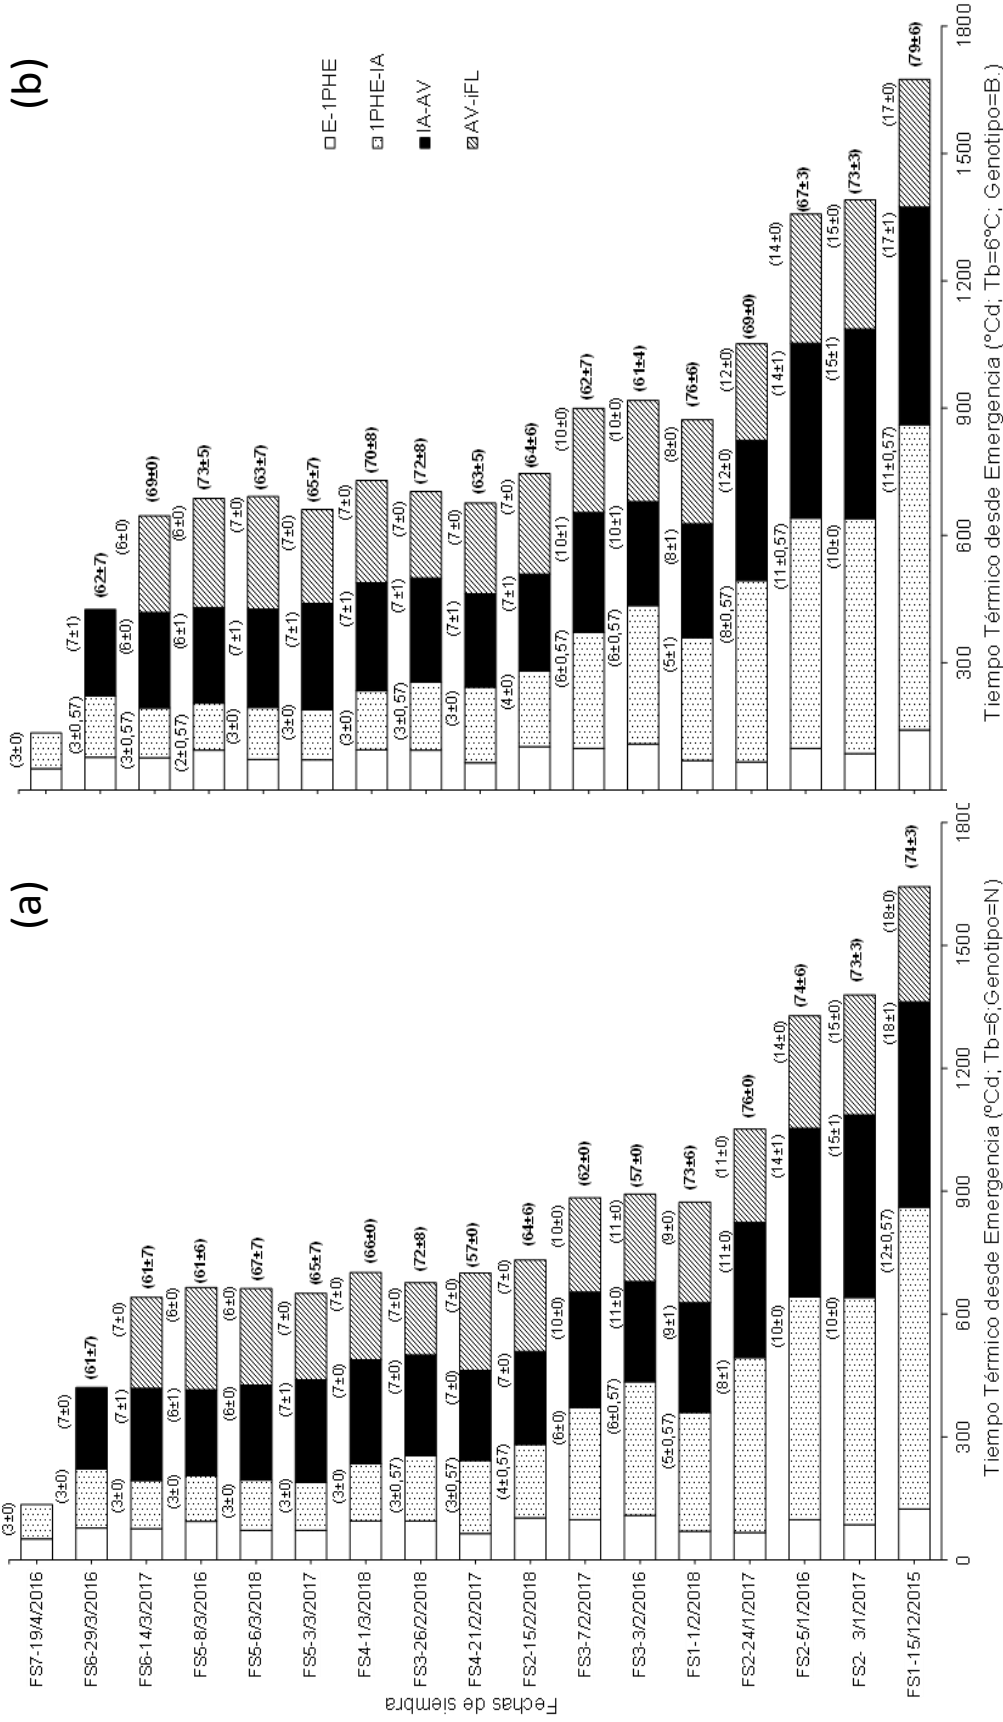 (a)
Fechas de siembra
FS7-19/4/2016 (3±0)
FS6-29/3/2016 (3±0) (7±0) (61±7)
FS6-14/3/2017 (3±0) (7±1) (7±0) (61±7)
FS5-8/3/2016 (3±0) (6±1) (6±0) (61±6)
FS5-6/3/2018 (3±0) (6±0) (6±0) (67±7)
FS5-3/2017 (3±0) (7±1) (7±0) (65±7)
FS4-1/3/2018 (3±0) (7±0) (7±0) (66±0)
FS3-26/2/2018 (3±0,57) (7±0) (7±0) (72±8)
FS4-21/2/2017 (3±0,57) (7±0) (7±0) (57±0)
FS2-15/2/2018 (4±0,57) (7±0) (7±0) (64±6)
FS3-7/2/2017 (6±0) (10±0) (10±0) (62±0)
FS3-3/2/2016 (6±0,57) (11±0) (11±0) (57±0)
FS1-1/2/2018 (5±0,57) (9±1) (9±0) (73±6)
FS2-24/1/2017 (8±1) (11±0) (11±0) (76±0)
FS2-5/1/2016 (10±0) (14±1) (14±0) (74±6)
FS2- 3/1/2017 (10±0) (15±1) (15±0) (73±3)
FS1-15/12/2015 (12±0,57) (18±1) (18±0) (74±3)
0 300 600 900 1200 1500 1800
Tiempo Térmico desde Emergencia (ºCd; Tb=6;Genotipo=N)
(b)
E-1PHE
1PHE-IA
IA-AV
AV-iFL
(3±0)
(3±0,57) (7±1) (62±7)
(3±0,57) (6±0) (6±0) (69±0)
(2±0,57) (6±1) (6±0) (73±5)
(3±0) (7±1) (7±0) (63±7)
(3±0) (7±1) (7±0) (65±7)
(3±0) (7±1) (7±0) (70±8)
(3±0,57) (7±1) (7±0) (72±8)
(3±0) (7±1) (7±0) (63±5)
(4±0) (7±1) (7±0) (64±6)
(6±0,57) (10±1) (10±0) (62±7)
(6±0,57) (10±1) (10±0) (61±4)
(5±1) (8±1) (8±0) (76±6)
(8±0,57) (12±0) (12±0) (69±0)
(11±0,57) (14±1) (14±0) (67±3)
(10±0) (15±1) (15±0) (73±3)
(11±0,57) (17±1) (17±0) (79±6)
300 600 900 1200 1500 1800
Tiempo Térmico desde Emergencia (ºCd; Tb=6ºC; Genotipo=B.)